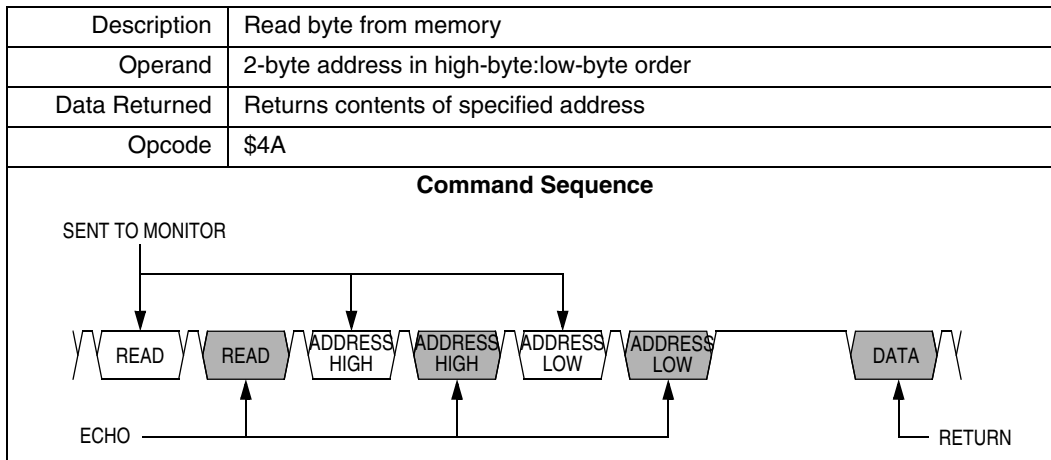 Description Read byte from memory
Operand 2-byte address in high-byte:low-byte order
Data Returned Returns contents of specified address
Opcode $4A
Command Sequence
SENT TO MONITOR
READ READ ADDRESS HIGH ADDRESS HIGH ADDRESS LOW ADDRESS LOW DATA
ECHO RETURN